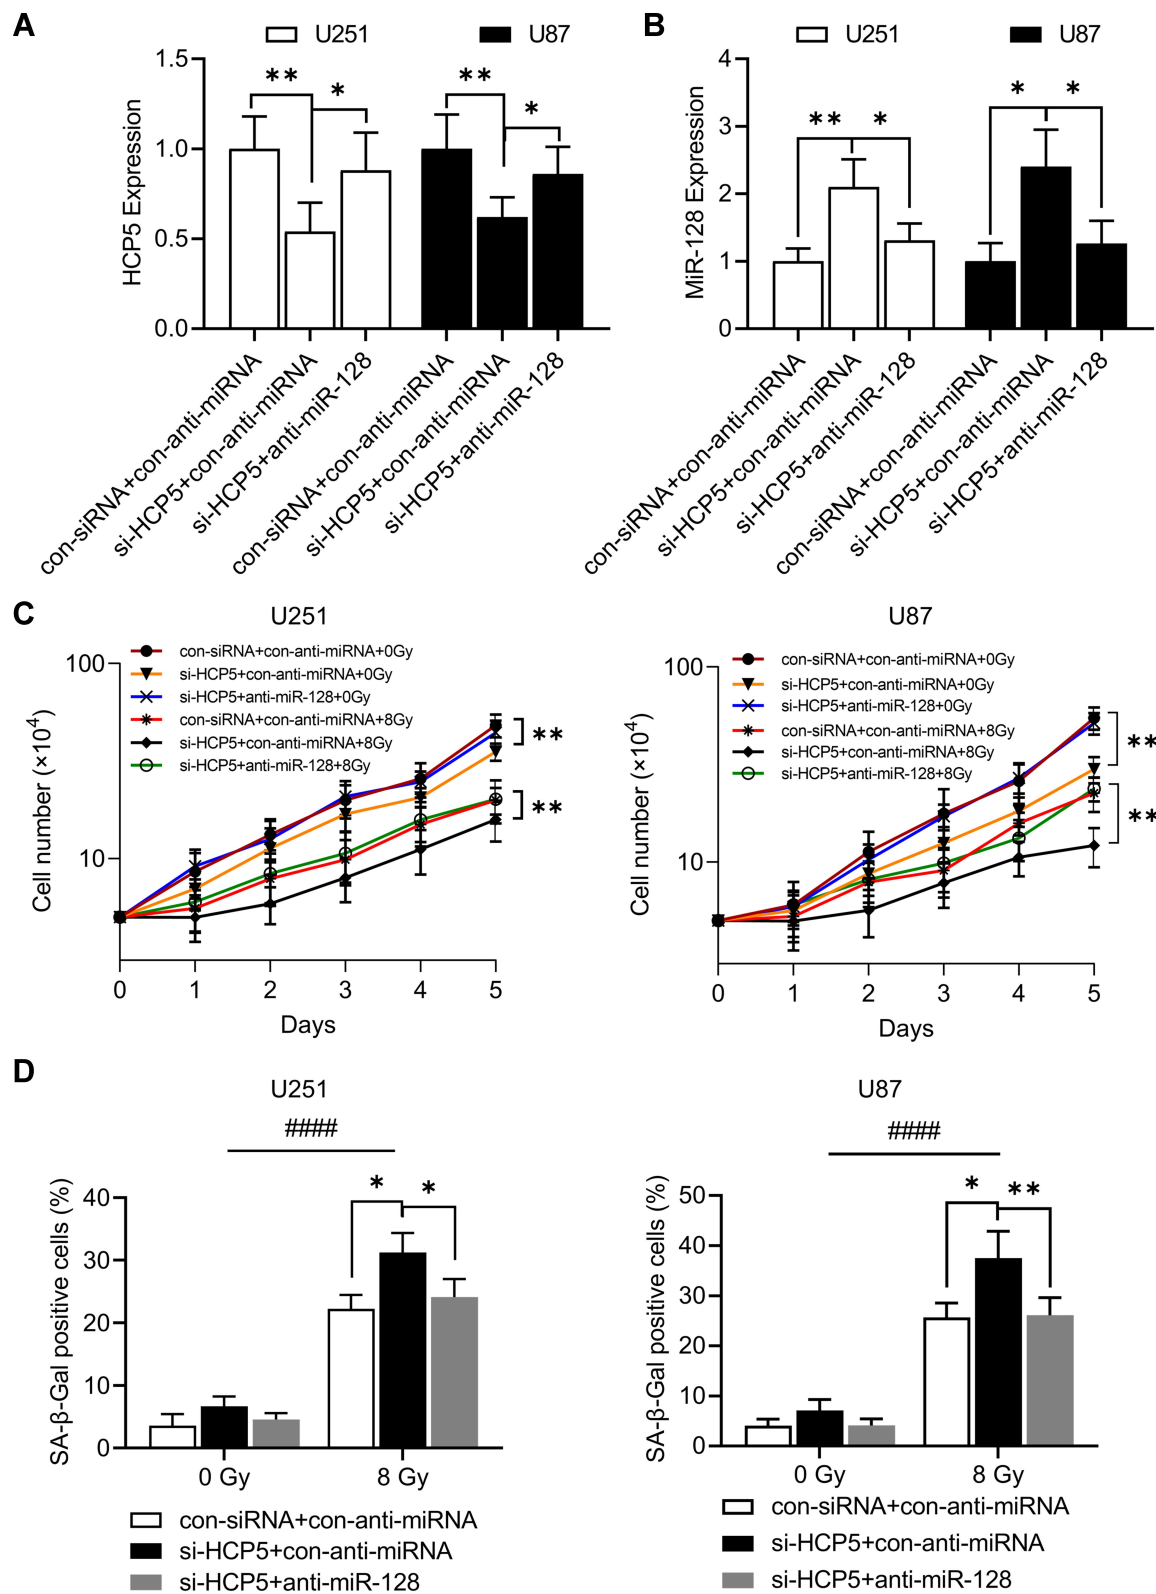 A
U251
U87
HCP5 Expression
1.5
1.0
0.5
0.0
**
*
**
*
con-siRNA+con-anti-miRNA
si-HCP5+con-anti-miRNA
si-HCP5+anti-miR-128
con-siRNA+con-anti-miRNA
si-HCP5+con-anti-miRNA
si-HCP5+anti-miR-128
B
U251
U87
MiR-128 Expression
4
3
2
1
0
**
*
*
*
con-siRNA+con-anti-miRNA
si-HCP5+con-anti-miRNA
si-HCP5+anti-miR-128
con-siRNA+con-anti-miRNA
si-HCP5+con-anti-miRNA
si-HCP5+anti-miR-128
C
U251
con-siRNA+con-anti-miRNA+0Gy
si-HCP5+con-anti-miRNA+0Gy
si-HCP5+anti-miR-128+0Gy
con-siRNA+con-anti-miRNA+8Gy
si-HCP5+con-anti-miRNA+8Gy
si-HCP5+anti-miR-128+8Gy
Cell number (×10⁴)
100
10
**
**
0 1 2 3 4 5
Days
U87
con-siRNA+con-anti-miRNA+0Gy
si-HCP5+con-anti-miRNA+0Gy
si-HCP5+anti-miR-128+0Gy
con-siRNA+con-anti-miRNA+8Gy
si-HCP5+con-anti-miRNA+8Gy
si-HCP5+anti-miR-128+8Gy
Cell number (×10⁴)
100
10
**
**
0 1 2 3 4 5
Days
D
U251
####
SA-β-Gal positive cells (%)
40
30
20
10
0
*
*
0 Gy 8 Gy
con-siRNA+con-anti-miRNA
si-HCP5+con-anti-miRNA
si-HCP5+anti-miR-128
U87
####
SA-β-Gal positive cells (%)
50
40
30
20
10
0
*
**
0 Gy 8 Gy
con-siRNA+con-anti-miRNA
si-HCP5+con-anti-miRNA
si-HCP5+anti-miR-128